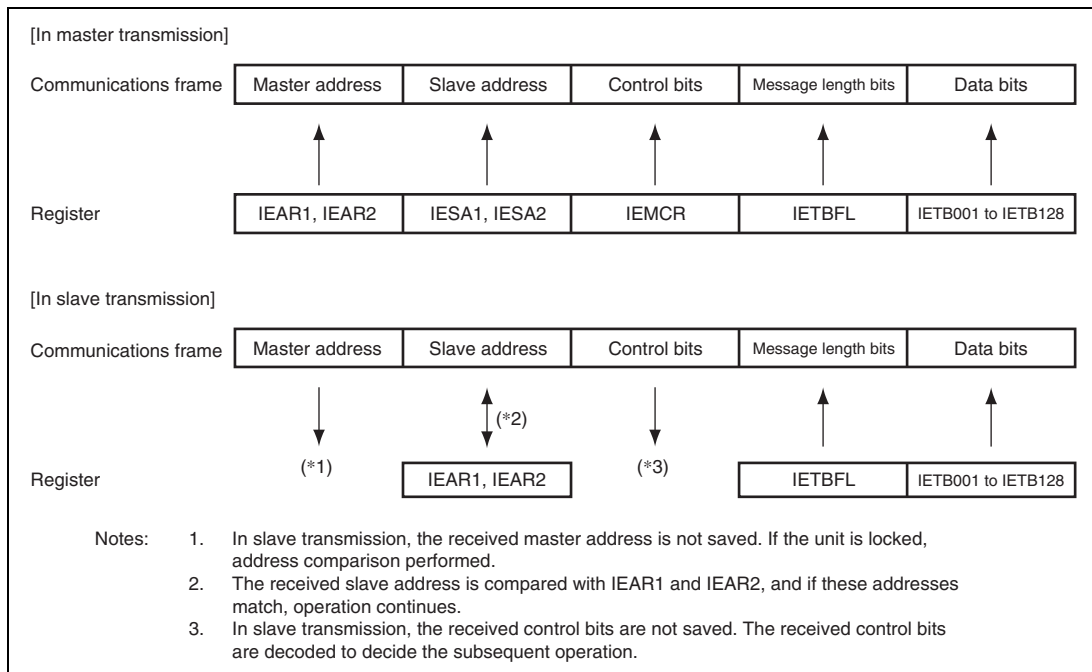 [In master transmission]
Communications frame Master address Slave address Control bits Message length bits Data bits
Register IEAR1, IEAR2 IESA1, IESA2 IEMCR IETBFL IETB001 to IETB128
[In slave transmission]
Communications frame Master address Slave address Control bits Message length bits Data bits
(*2)
(*1) (*3)
Register IEAR1, IEAR2 IETBFL IETB001 to IETB128
Notes: 1. In slave transmission, the received master address is not saved. If the unit is locked,
address comparison performed.
2. The received slave address is compared with IEAR1 and IEAR2, and if these addresses
match, operation continues.
3. In slave transmission, the received control bits are not saved. The received control bits
are decoded to decide the subsequent operation.